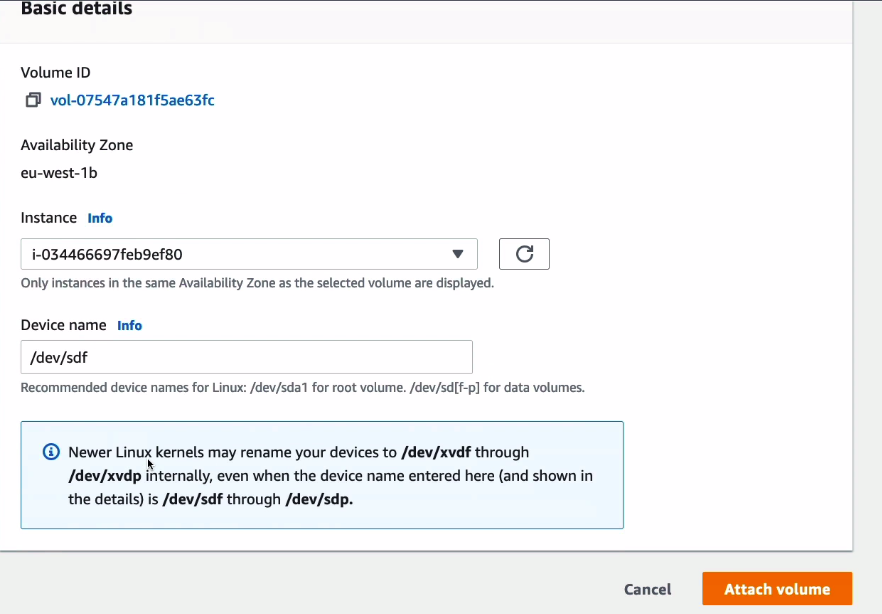 Basic details
Volume ID
vol-07547a181f5ae63fc
Availability Zone
eu-west-1b
Instance Info
i-034466697feb9ef80
Only instances in the same Availability Zone as the selected volume are displayed.
Device name Info
/dev/sdf
Recommended device names for Linux: /dev/sda1 for root volume. /dev/sd[f-p] for data volumes.
Newer Linux kernels may rename your devices to /dev/xvdf through
/dev/xvdp internally, even when the device name entered here (and shown in
the details) is /dev/sdf through /dev/sdp.
Cancel
Attach volume